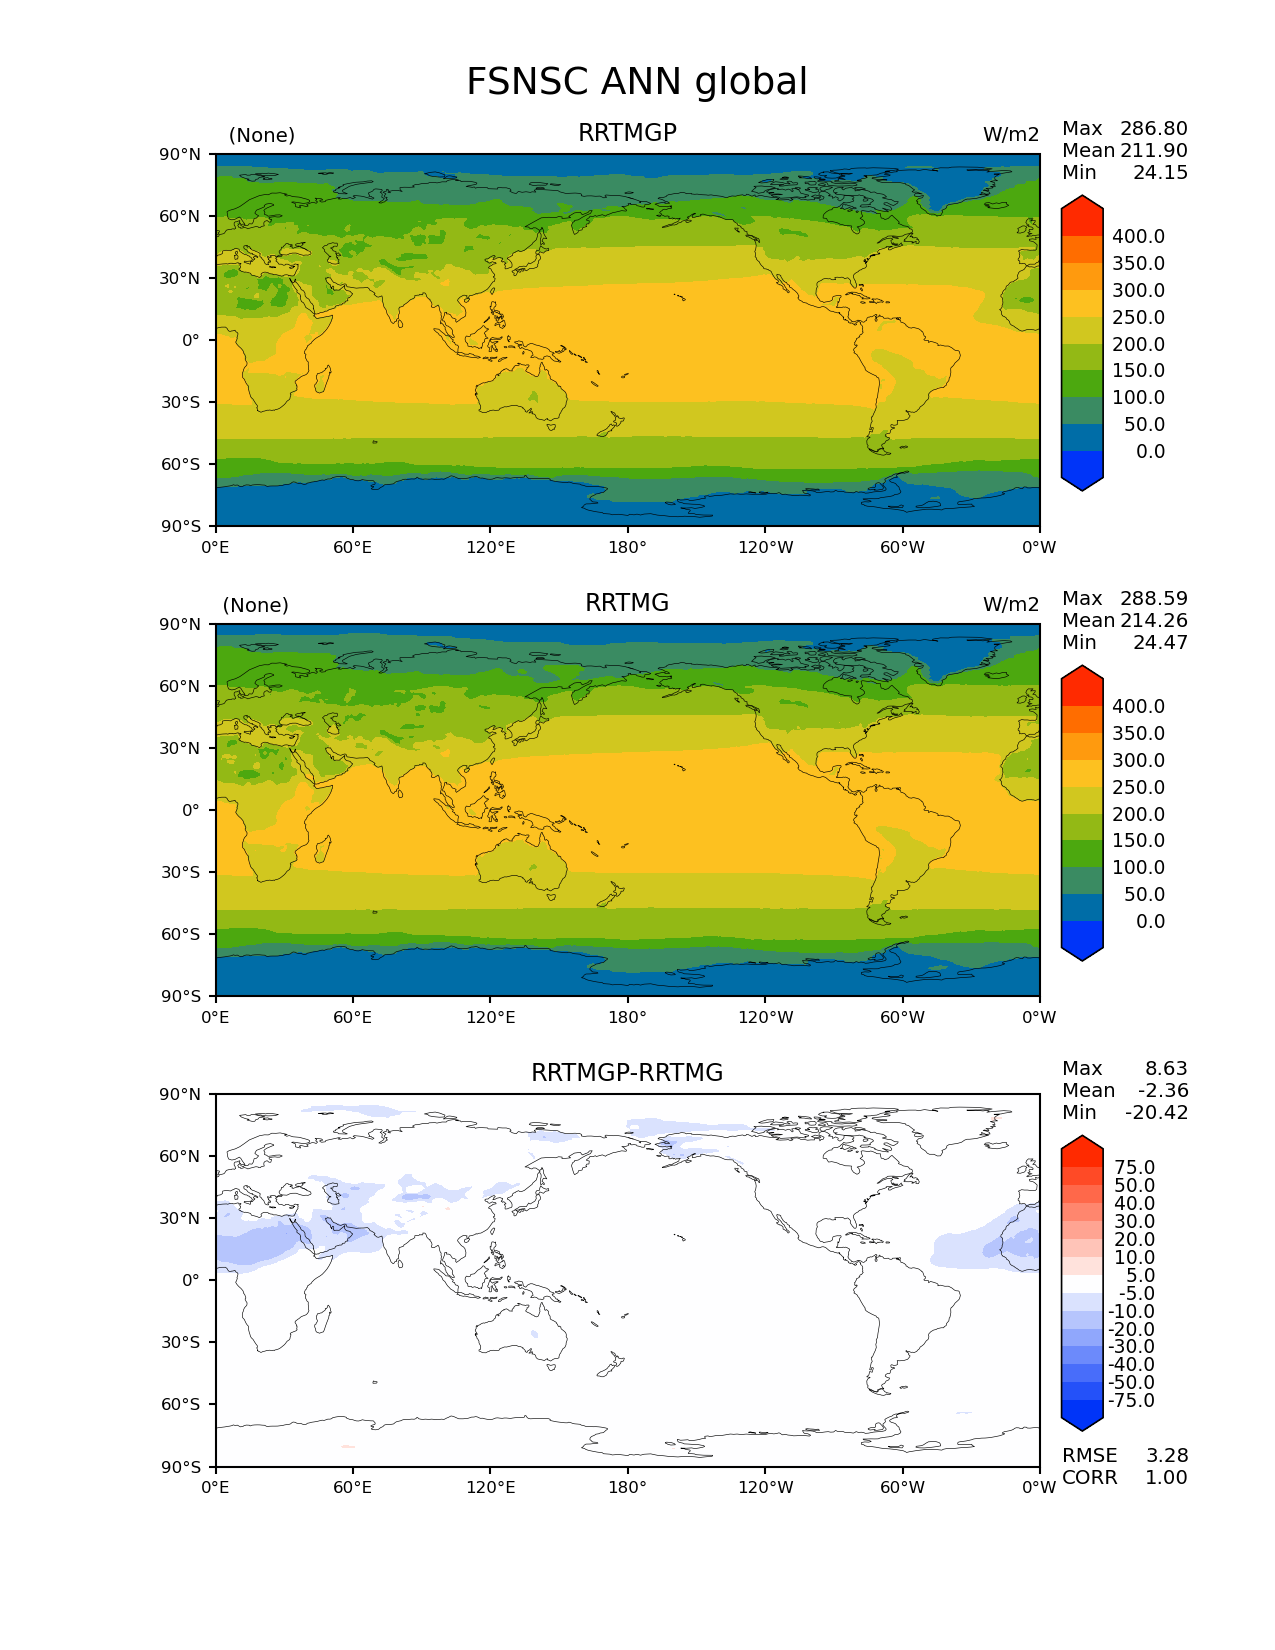 FSNSC ANN global
(None) RRTMGP W/m2
Max 286.80
Mean 211.90
Min 24.15
90°N
60°N
30°N
0°
30°S
60°S
90°S
0°E 60°E 120°E 180° 120°W 60°W 0°W
400.0
350.0
300.0
250.0
200.0
150.0
100.0
50.0
0.0
(None) RRTMG W/m2
Max 288.59
Mean 214.26
Min 24.47
90°N
60°N
30°N
0°
30°S
60°S
90°S
0°E 60°E 120°E 180° 120°W 60°W 0°W
400.0
350.0
300.0
250.0
200.0
150.0
100.0
50.0
0.0
RRTMGP-RRTMG
Max 8.63
Mean -2.36
Min -20.42
90°N
60°N
30°N
0°
30°S
60°S
90°S
0°E 60°E 120°E 180° 120°W 60°W 0°W
75.0
50.0
40.0
30.0
20.0
10.0
5.0
-5.0
-10.0
-20.0
-30.0
-40.0
-50.0
-75.0
RMSE 3.28
CORR 1.00